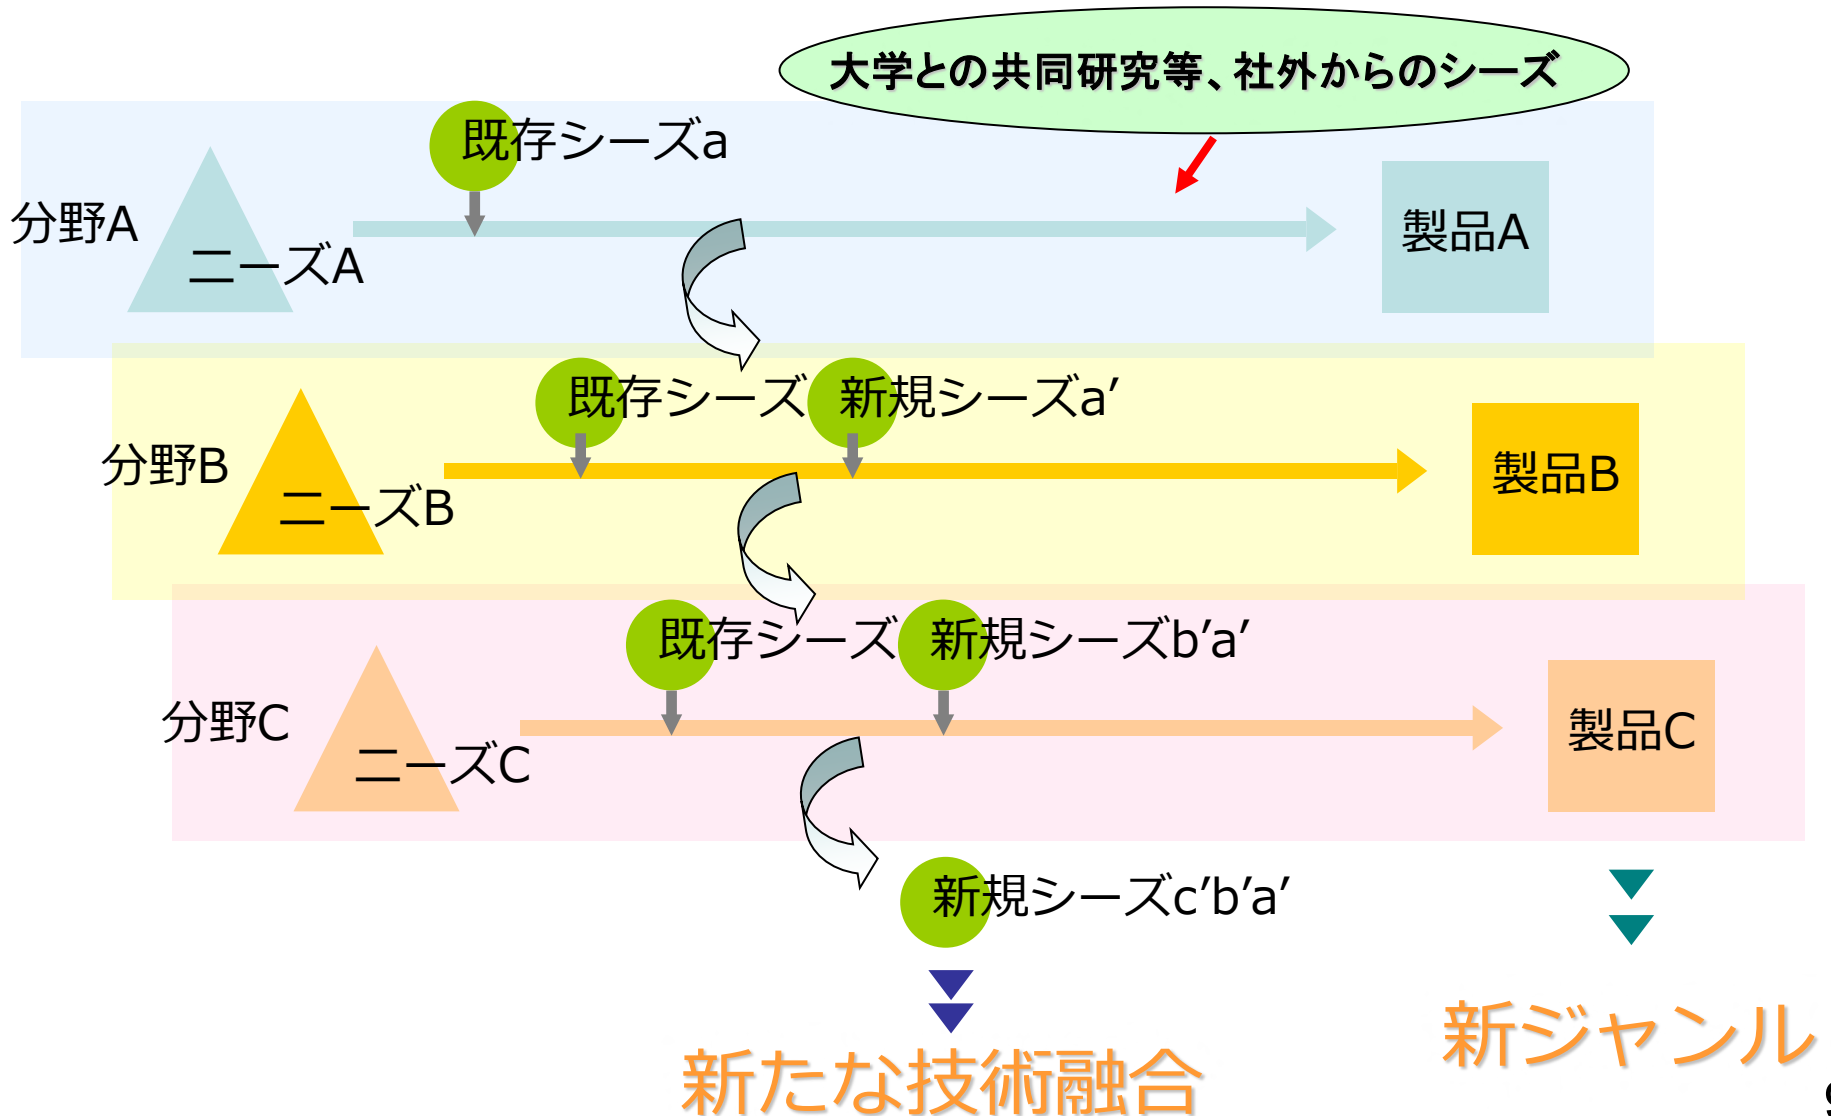 大学との共同研究等、社外からのシーズ
既存シーズa
分野A
ニーズA
製品A
既存シーズ
新規シーズa’
分野B
ニーズB
製品B
既存シーズ
新規シーズb’a’
分野C
ニーズC
製品C
新規シーズc’b’a’
新ジャンル
新たな技術融合